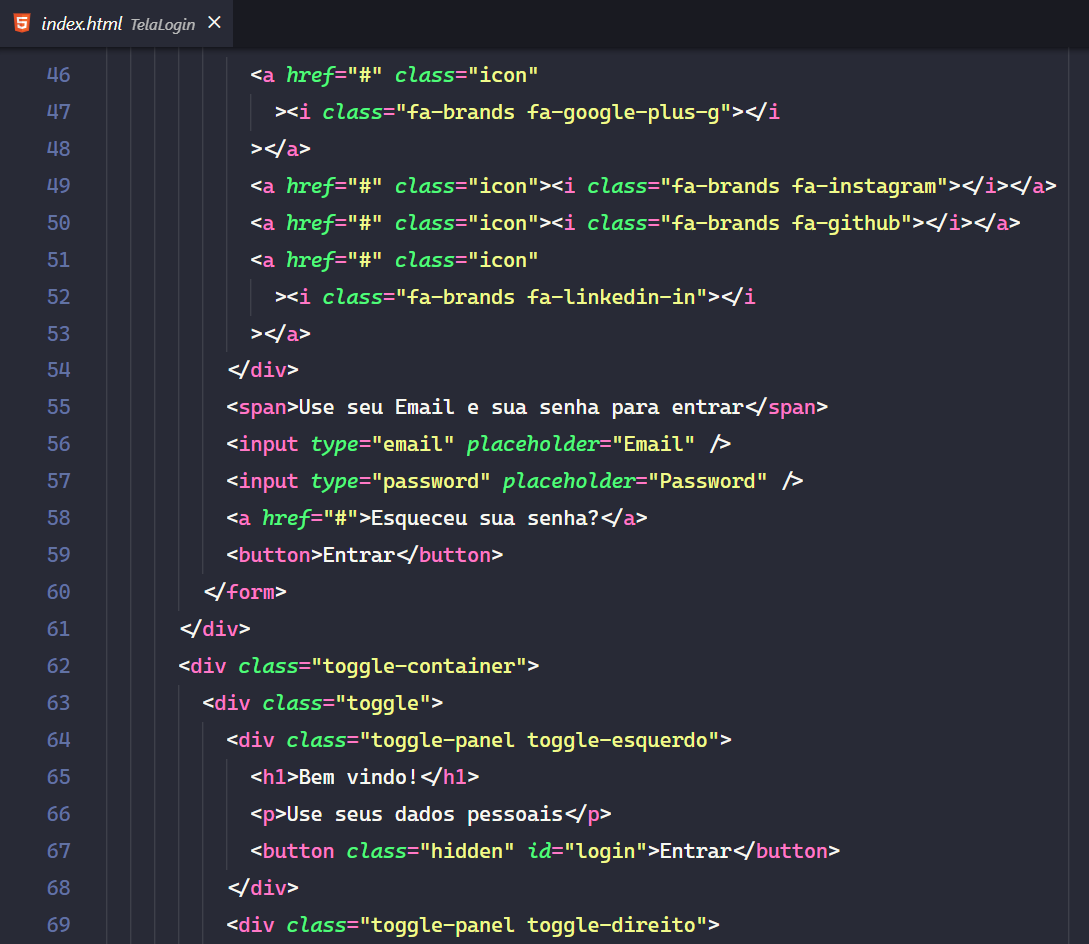 index.html TelaLogin
46 <a href="#" class="icon"
47 ><i class="fa-brands fa-google-plus-g"></i
48 ></a>
49 <a href="#" class="icon"><i class="fa-brands fa-instagram"></i></a>
50 <a href="#" class="icon"><i class="fa-brands fa-github"></i></a>
51 <a href="#" class="icon"
52 ><i class="fa-brands fa-linkedin-in"></i
53 ></a>
54 </div>
55 <span>Use seu Email e sua senha para entrar</span>
56 <input type="email" placeholder="Email" />
57 <input type="password" placeholder="Password" />
58 <a href="#">Esqueceu sua senha?</a>
59 <button>Entrar</button>
60 </form>
61 </div>
62 <div class="toggle-container">
63 <div class="toggle">
64 <div class="toggle-panel toggle-esquerdo">
65 <h1>Bem vindo!</h1>
66 <p>Use seus dados pessoais</p>
67 <button class="hidden" id="login">Entrar</button>
68 </div>
69 <div class="toggle-panel toggle-direito">